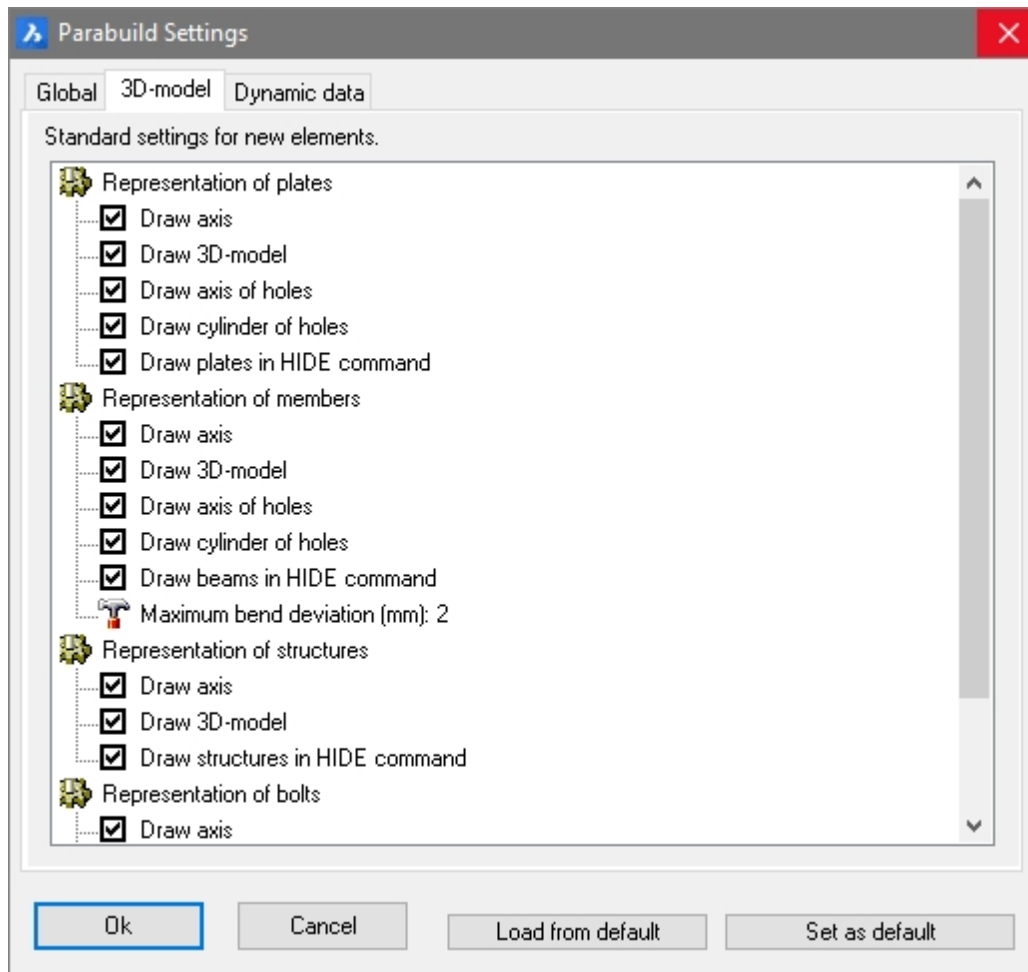 Parabuild Settings
Global 3D-model Dynamic data
Standard settings for new elements.
Representation of plates
Draw axis
Draw 3D-model
Draw axis of holes
Draw cylinder of holes
Draw plates in HIDE command
Representation of members
Draw axis
Draw 3D-model
Draw axis of holes
Draw cylinder of holes
Draw beams in HIDE command
Maximum bend deviation (mm): 2
Representation of structures
Draw axis
Draw 3D-model
Draw structures in HIDE command
Representation of bolts
Draw axis
Ok Cancel Load from default Set as default